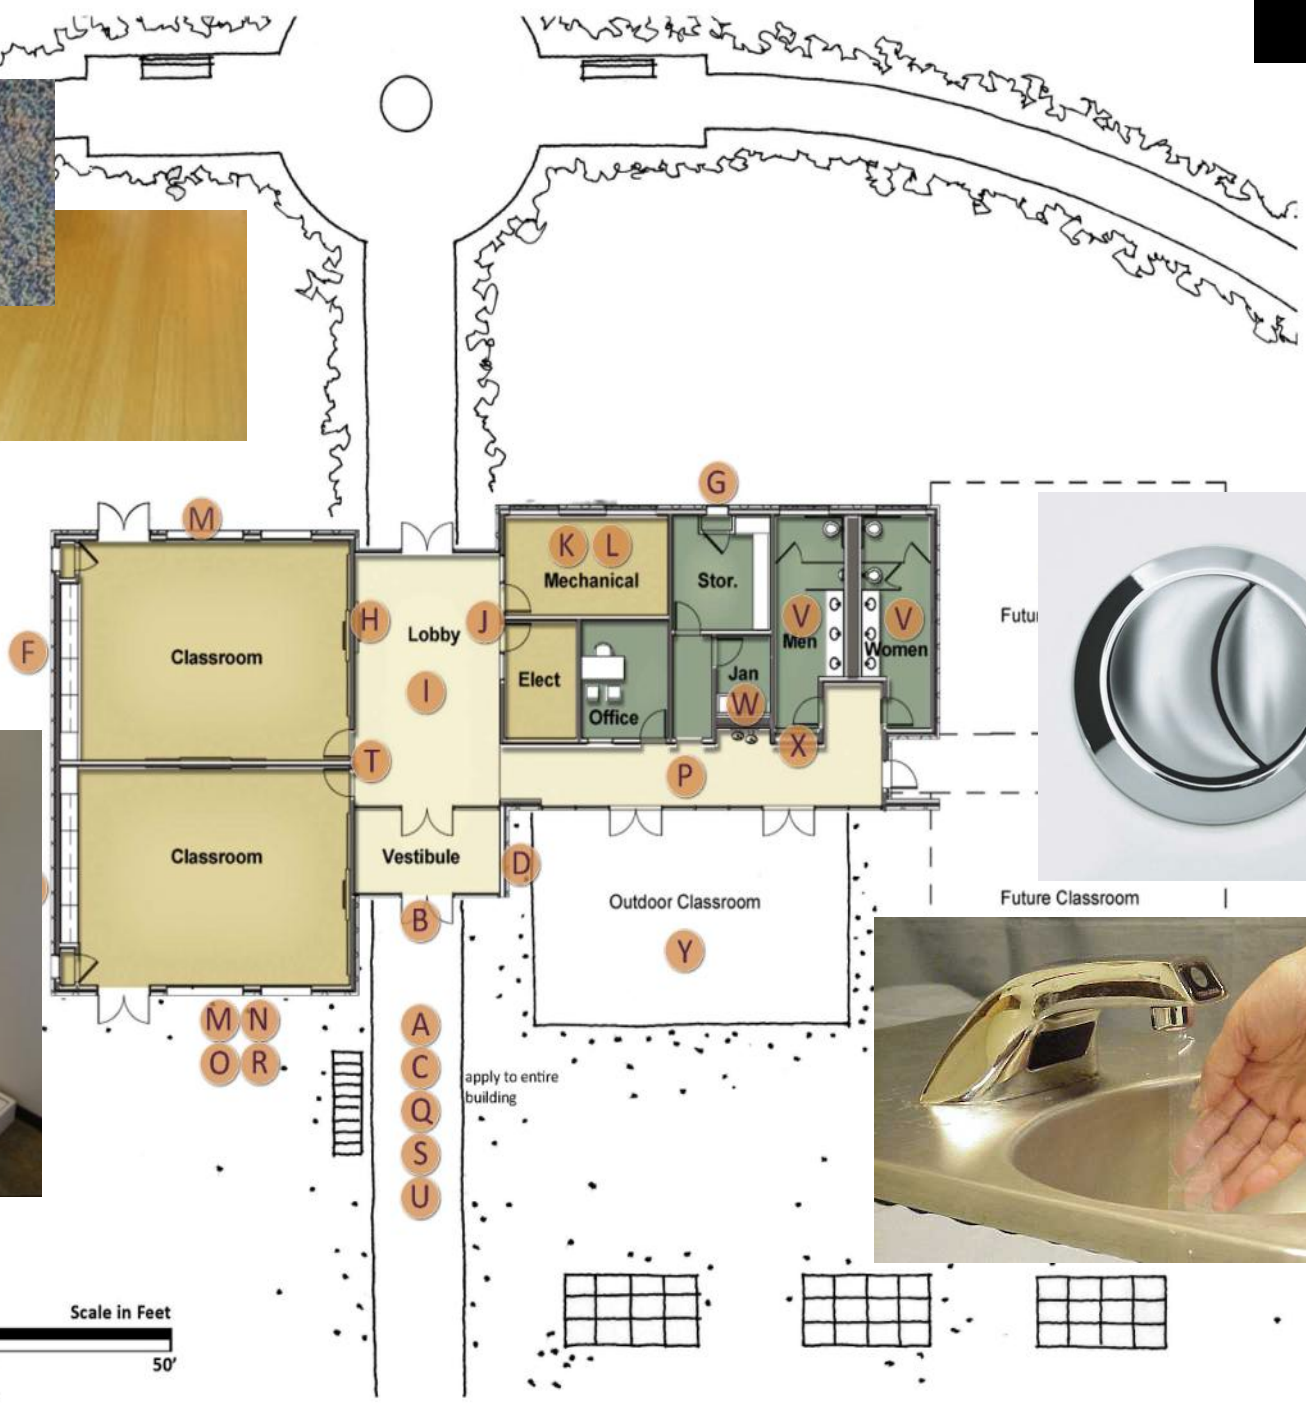 G
M
K L
Mechanical
Stor.
H
J
V
V
Lobby
Men
Women
F
Classroom
Elect
Jan
I
W
Office
X
T
P
Classroom
Vestibule
D
Outdoor Classroom
Future Classroom
B
Y
M N
O R
A
C
apply to entire
building
Q
S
U
Scale in Feet
50'